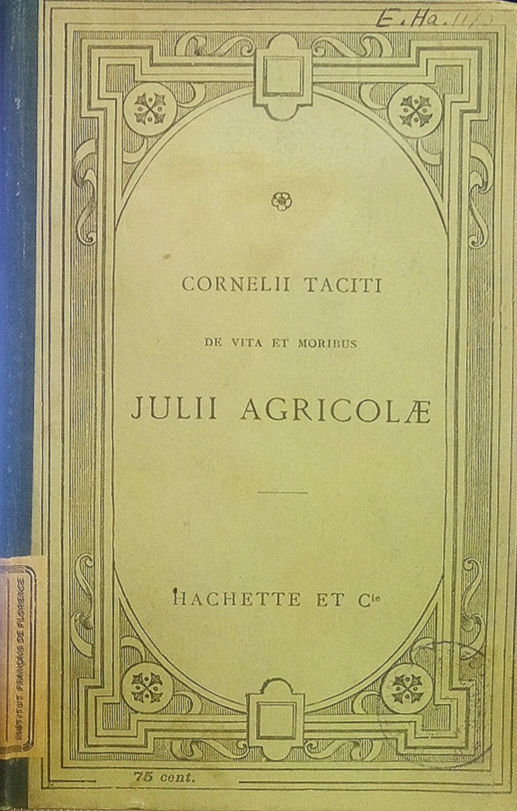 E. Ha. 11/
CORNELII TACITI
DE VITA ET MORIBUS
JULII AGRICOLÆ
HACHETTE ET Cie
INSTITUT FRANÇAIS DE FLORENCE
75 cent.